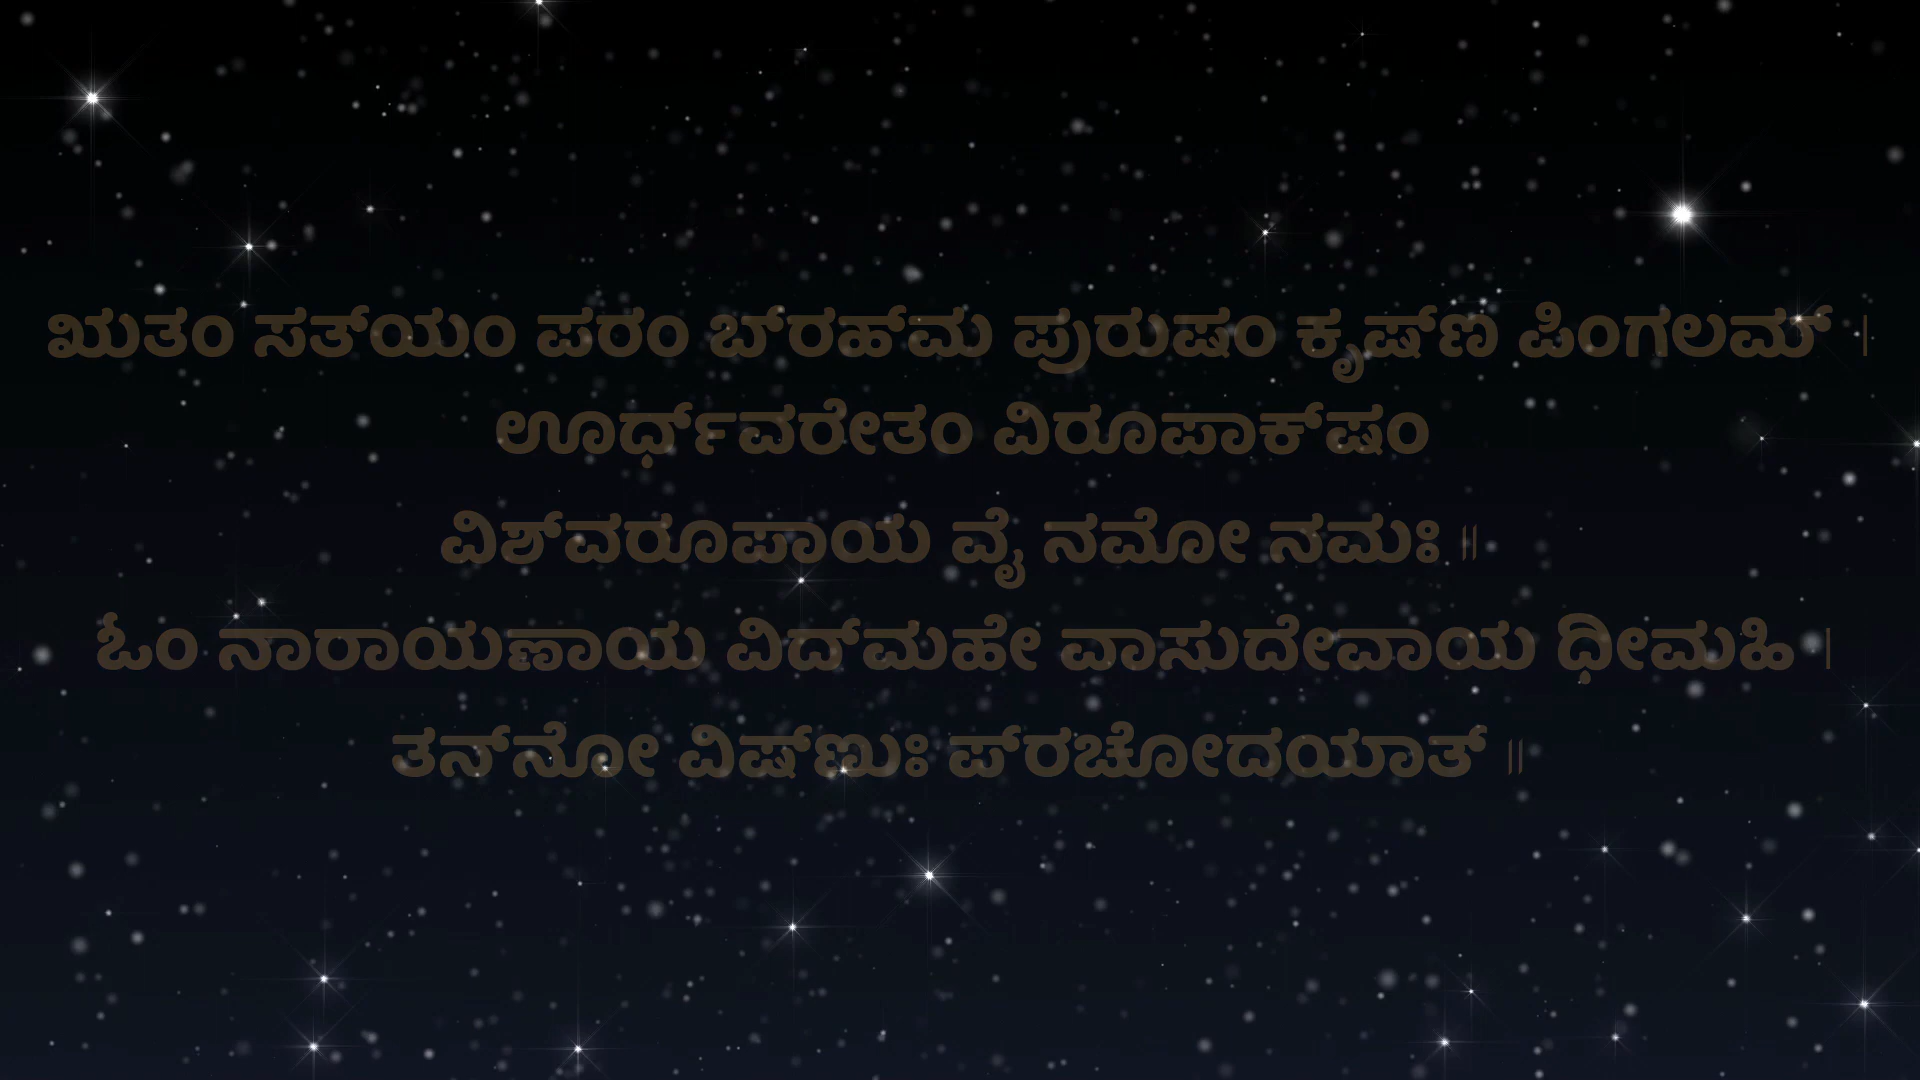 ಋತಂ ಸತ್‌ಯಂ ಪರಂ ಬ್‌ರಹ್‌ಮ ಪುರುಷಂ ಕೃಷ್‌ಣ ಪಿಂಗಲಮ್ ।
ಊರ್ಧ್‌ವರೇತಂ ವಿರೂಪಾಕ್‌ಷಂ
ವಿಶ್‌ವರೂಪಾಯ ವೈ ನಮೋ ನಮಃ ॥
ಓಂ ನಾರಾಯಣಾಯ ವಿದ್‌ಮಹೇ ವಾಸುದೇವಾಯ ಧೀಮಹಿ ।
ತನ್‌ನೋ ವಿಷ್‌ಣುಃ ಪ್‌ರಚೋದಯಾತ್ ॥